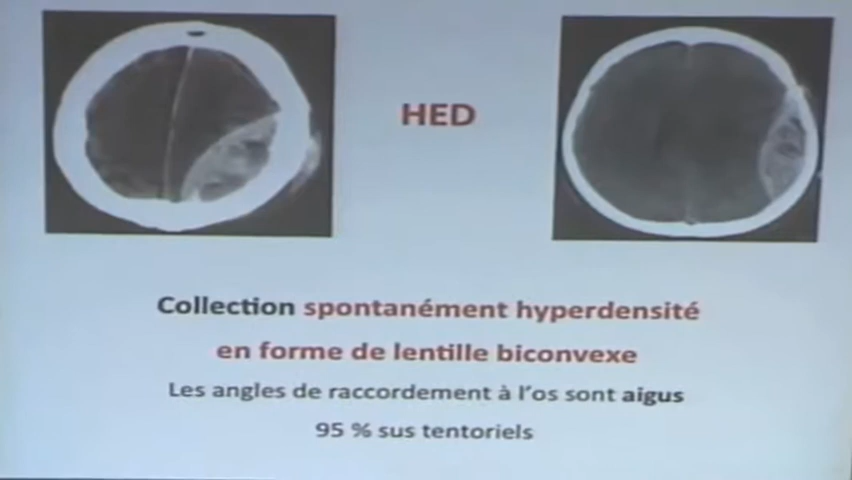 HED
Collection spontanément hyperdensité
en forme de lentille biconvexe
Les angles de raccordement à l'os sont aigus
95 % sus tentoriels